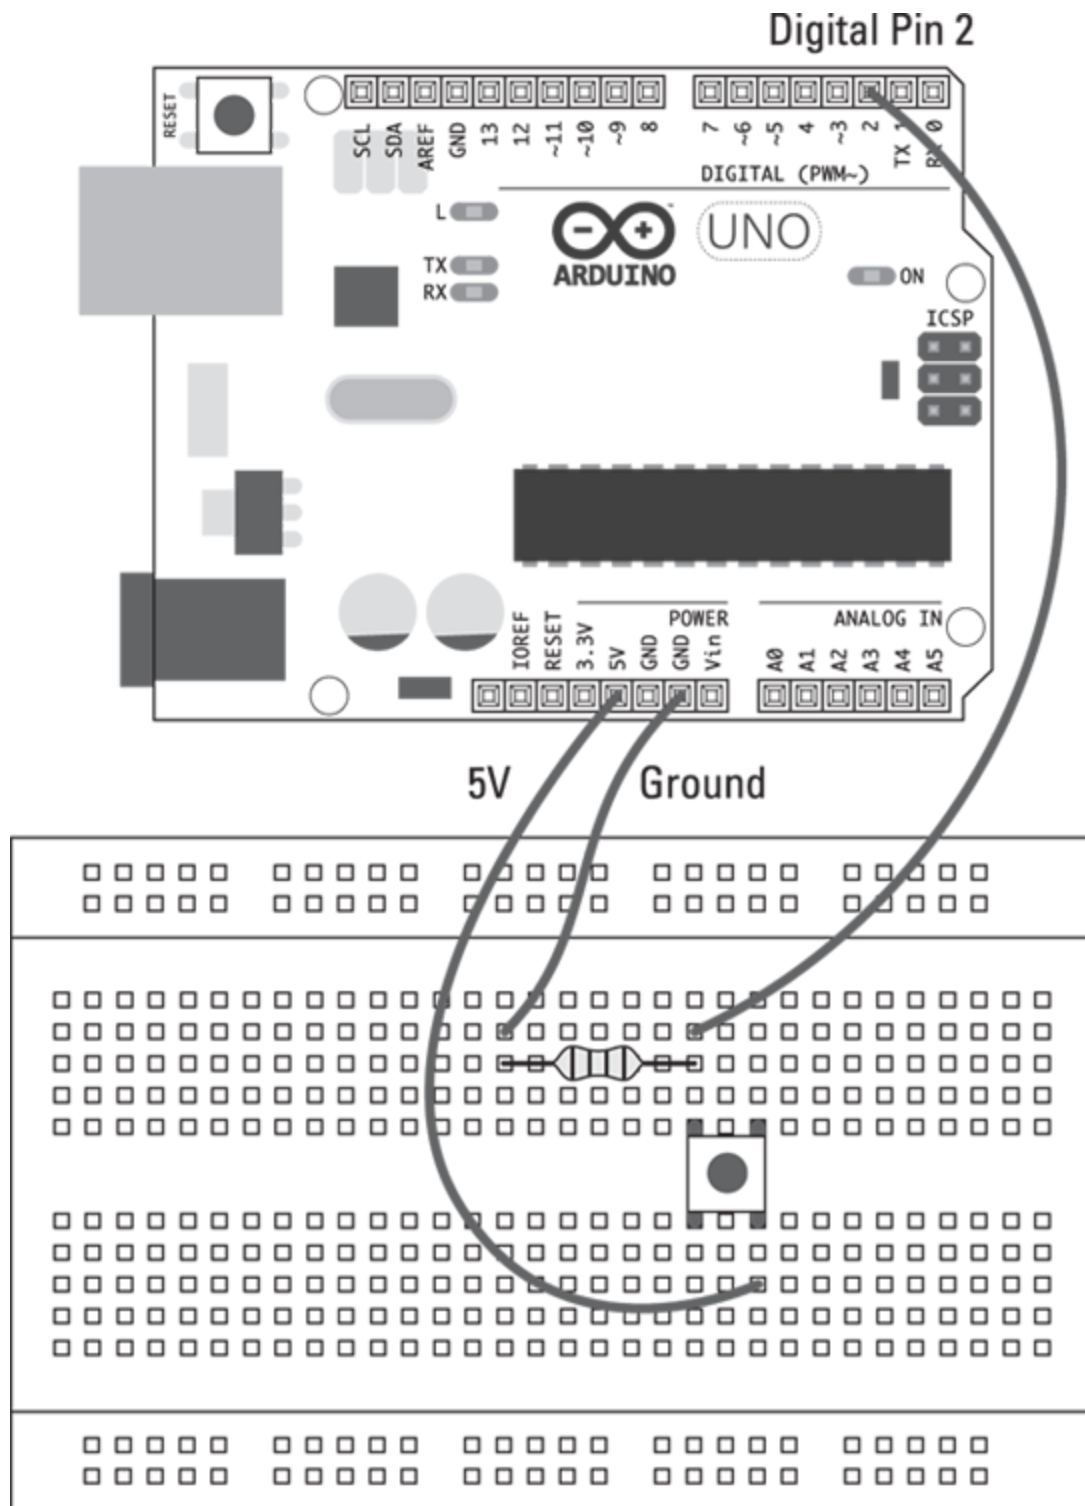 Digital Pin 2
RESET
SCL
SDA
AREF
GND
13
12
~11
~10
~9
8
7
~6
~5
4
~3
2
TX 1
RX 0
DIGITAL (PWM~)
L
TX
RX
ARDUINO
UNO
ON
ICSP
POWER
ANALOG IN
IOREF
RESET
3.3V
5V
GND
GND
Vin
A0
A1
A2
A3
A4
A5
5V
Ground